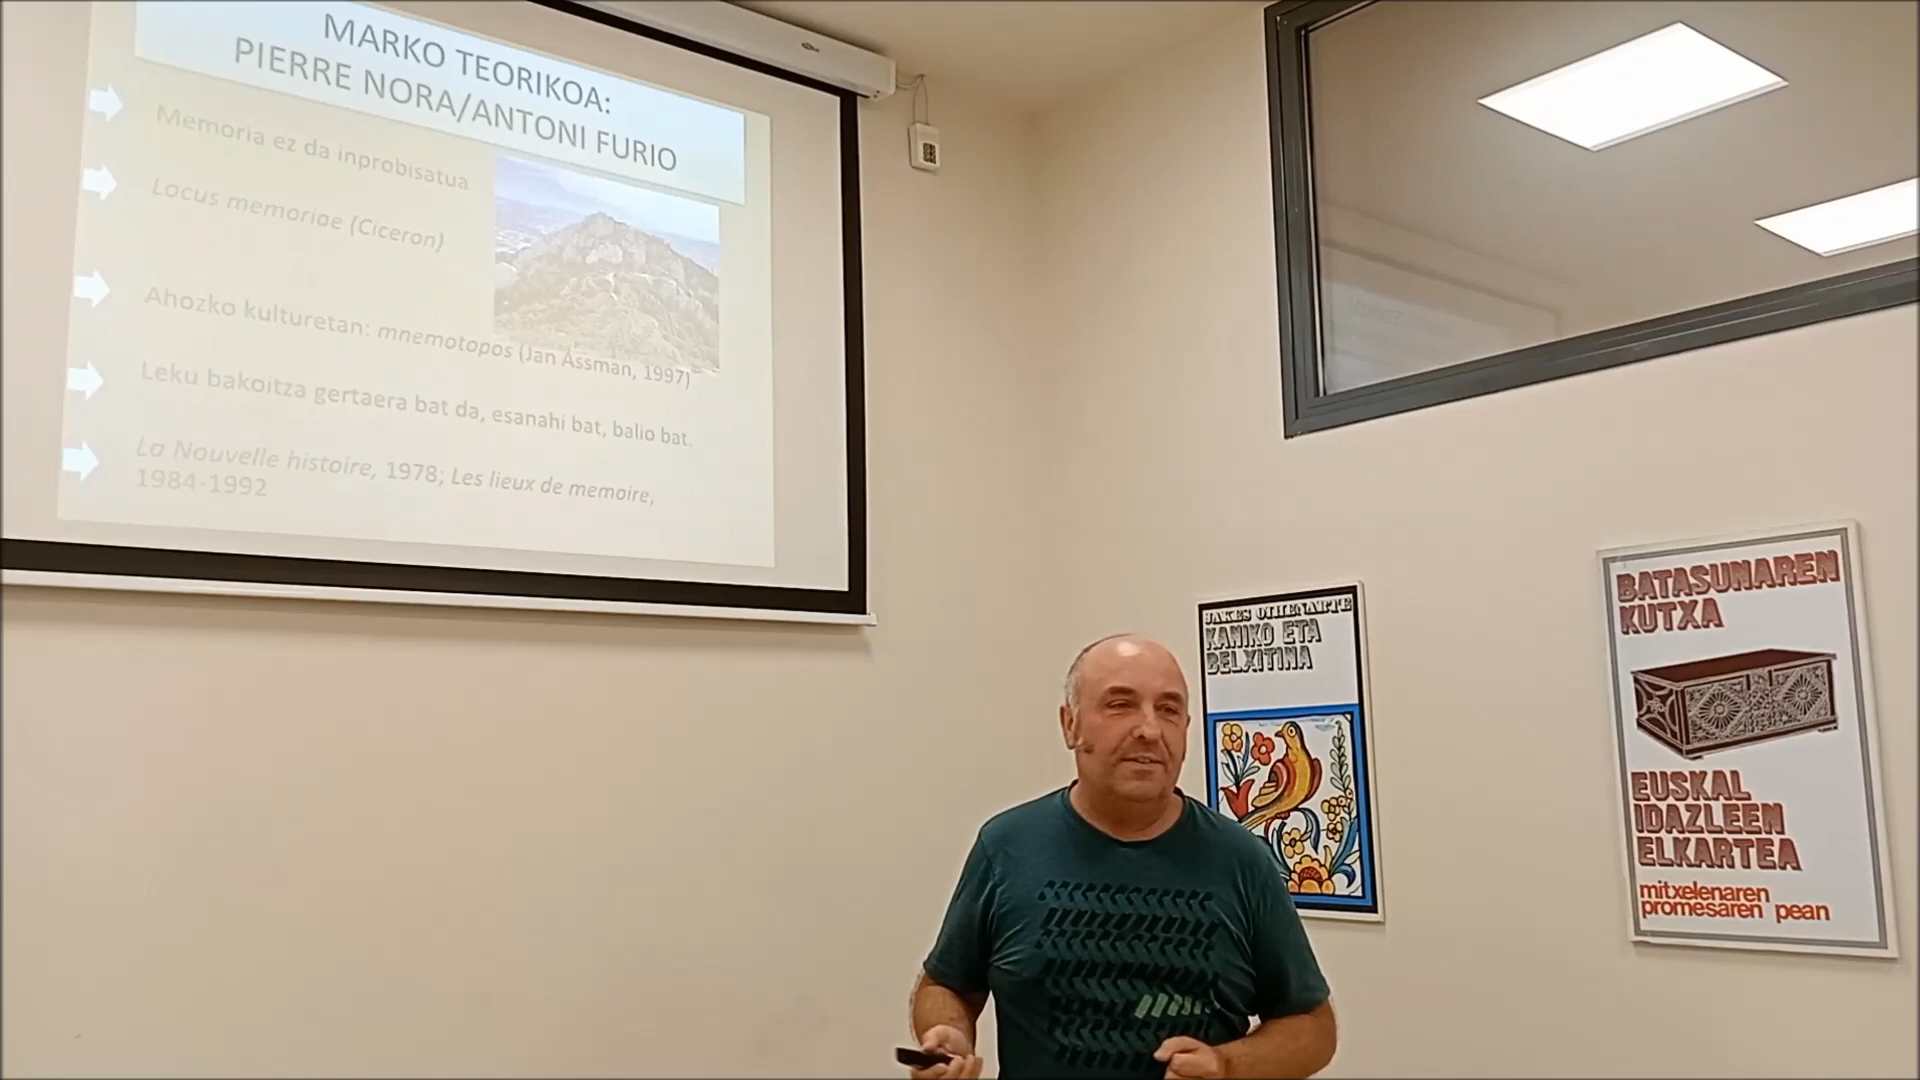 MARKO TEORIKOA:
PIERRE NORA/ANTONI FURIO
Memoria ez da inprobisatua
Locus memoriae (Ciceron)
Ahozko kulturetan: mnemotopos (Jan Assman, 1997)
Leku bakoitza gertaera bat da, esanahi bat, balio bat.
La Nouvelle histoire, 1978; Les lieux de memoire,
1984-1992
JAKES OIHENARTE
KANIKO ETA
BELXITINA
BATASUNAREN
KUTXA
EUSKAL
IDAZLEEN
ELKARTEA
mitxelenaren
promesaren pean